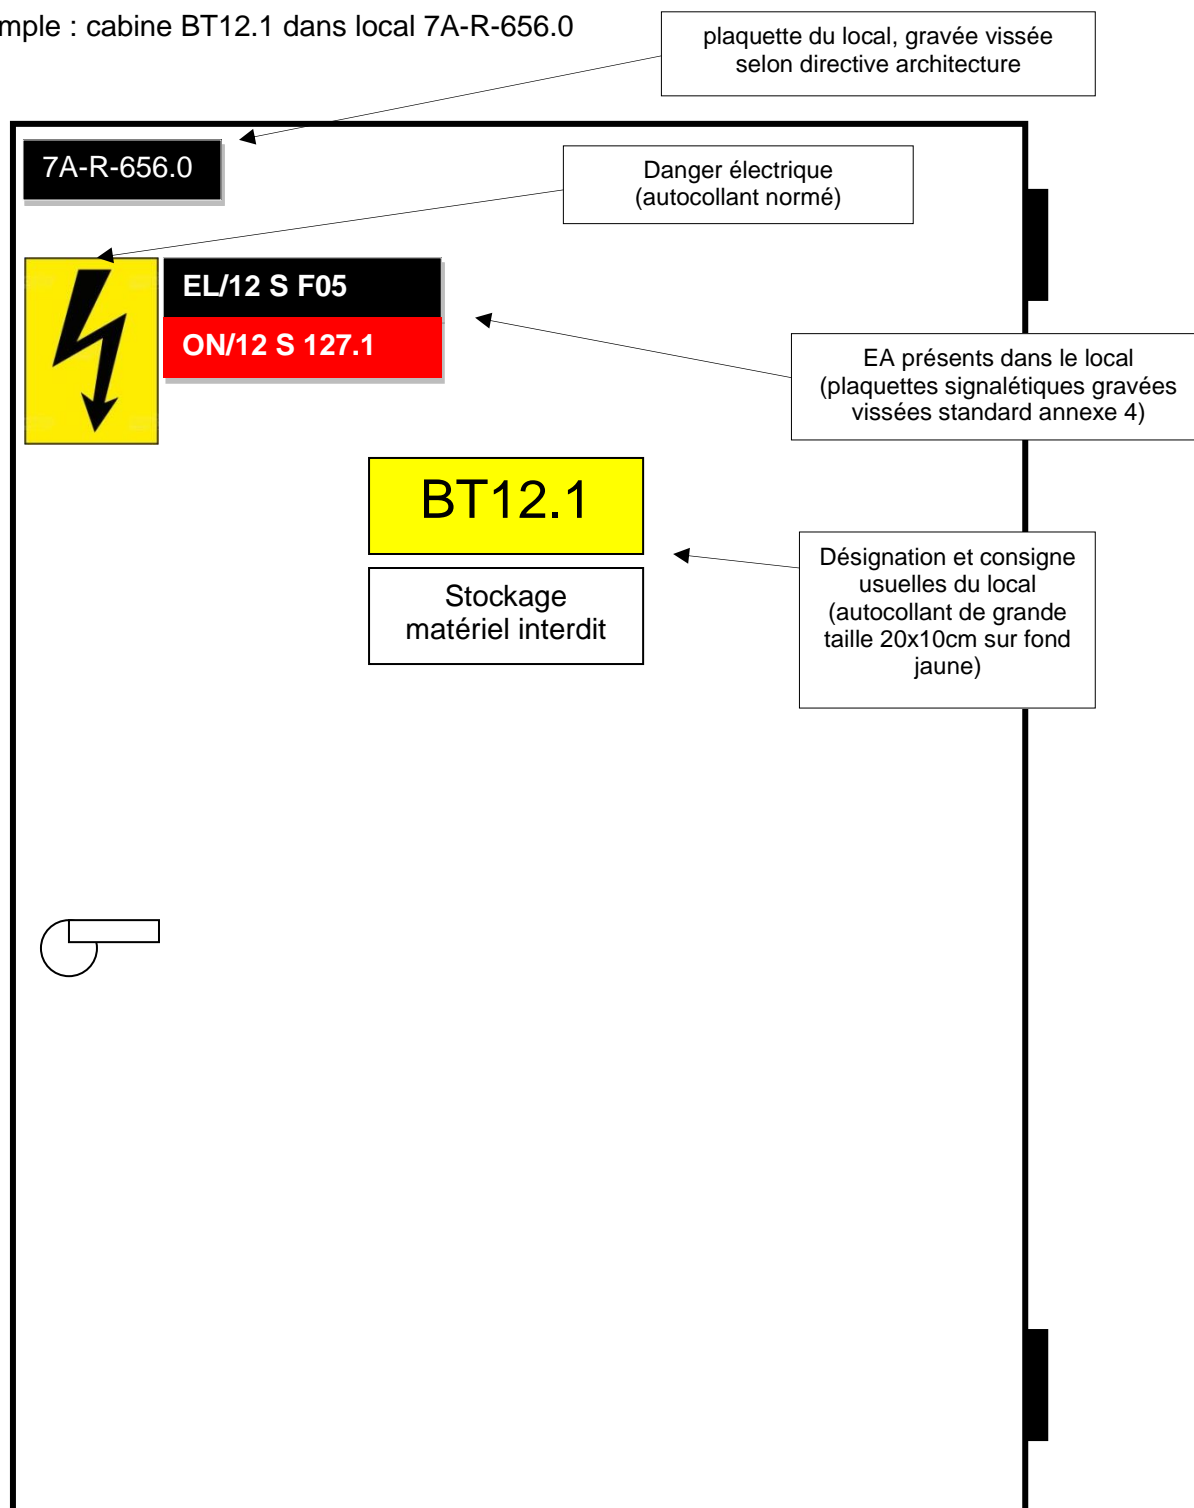 mple : cabine BT12.1 dans local 7A-R-656.0
plaquette du local, gravée vissée
selon directive architecture
7A-R-656.0
Danger électrique
(autocollant normé)
EL/12 S F05
ON/12 S 127.1
EA présents dans le local
(plaquettes signalétiques gravées
vissées standard annexe 4)
BT12.1
Stockage
matériel interdit
Désignation et consigne
usuelles du local
(autocollant de grande
taille 20x10cm sur fond
jaune)